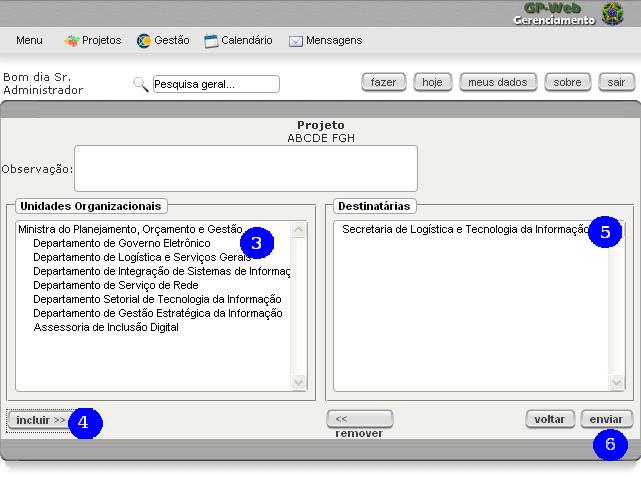 GP-Web
Gerenciamento
Menu Projetos Gestão Calendário Mensagens
Bom dia Sr.
Administrador
Pesquisa geral...
fazer hoje meus dados sobre sair
Projeto
ABCDE FGH
Observação:
Unidades Organizacionais
Ministra do Planejamento, Orçamento e Gestão
3
Departamento de Governo Eletrônico
Departamento de Logística e Serviços Gerais
Departamento de Integração de Sistemas de Informaç
Departamento de Serviço de Rede
Departamento Setorial de Tecnologia da Informação
Departamento de Gestão Estratégica da Informação
Assessoria de Inclusão Digital
Destinatárias
Secretaria de Logística e Tecnologia da Informação
5
incluir >>
4
<< remover
voltar enviar
6